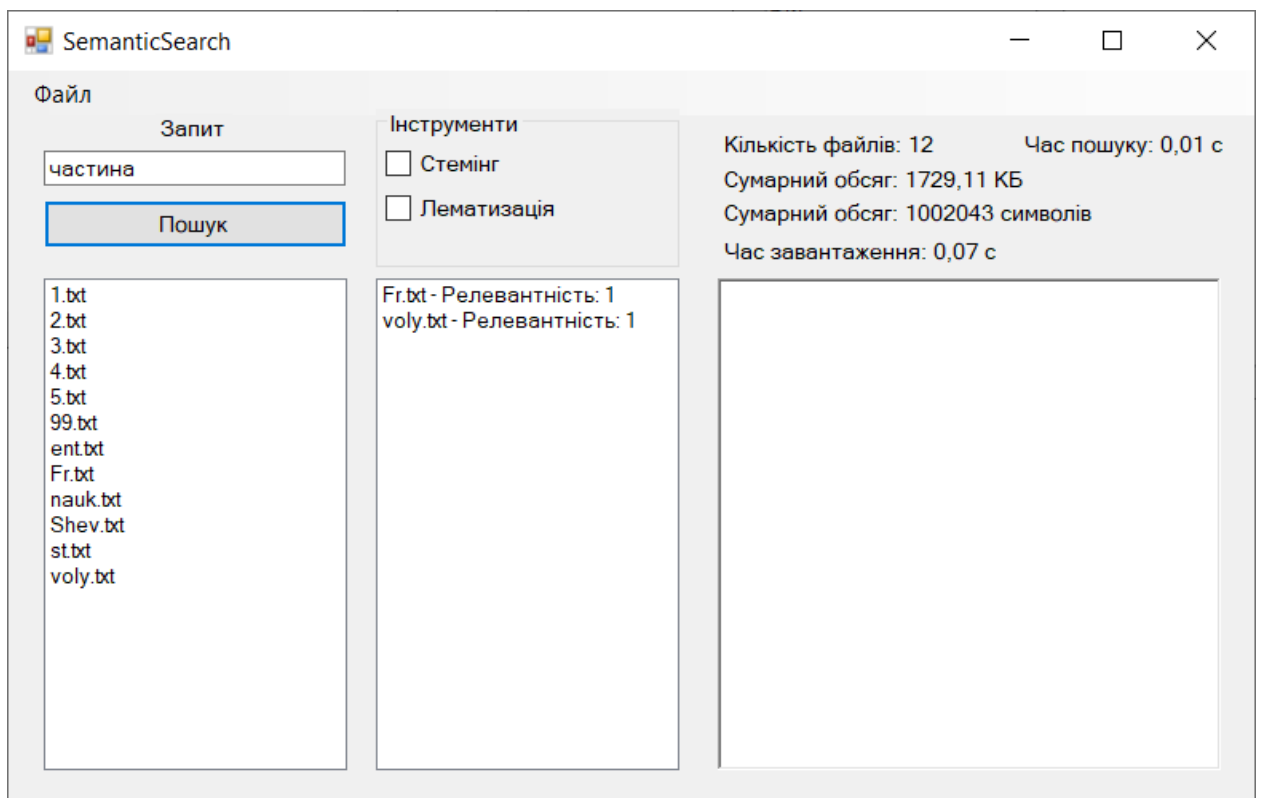 SemanticSearch
Файл
Запит
частина
Пошук
Інструменти
Стемінг
Лематизація
Кількість файлів: 12 Час пошуку: 0,01 с
Сумарний обсяг: 1729,11 КБ
Сумарний обсяг: 1002043 символів
Час завантаження: 0,07 с
1.txt
2.txt
3.txt
4.txt
5.txt
99.txt
ent.txt
Fr.txt
nauk.txt
Shev.txt
st.txt
voly.txt
Fr.txt - Релевантність: 1
voly.txt - Релевантність: 1